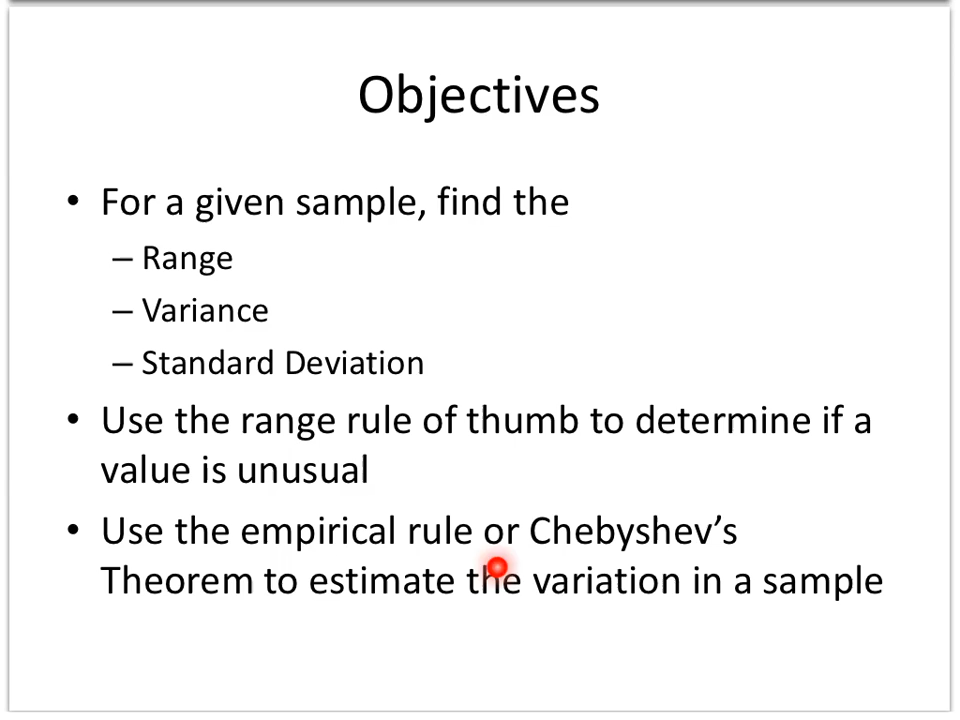 Objectives
• For a given sample, find the
– Range
– Variance
– Standard Deviation
• Use the range rule of thumb to determine if a
value is unusual
• Use the empirical rule or Chebyshev’s
Theorem to estimate the variation in a sample